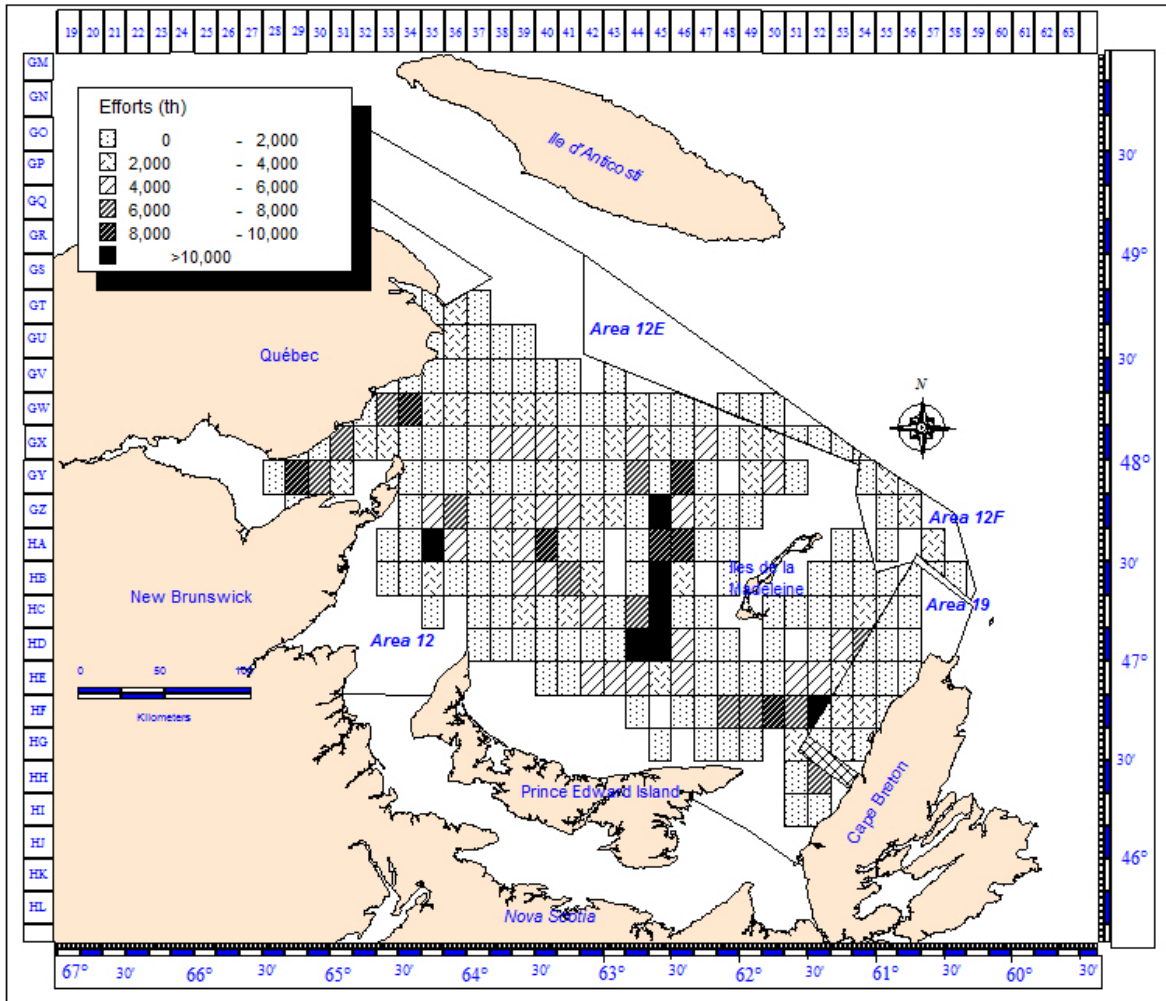 19 20 21 22 23 24 25 26 27 28 29 30 31 32 33 34 35 36 37 38 39 40 41 42 43 44 45 46 47 48 49 50 51 52 53 54 55 56 57 58 59 60 61 62 63
GM
GN
GO
GP
GQ
GR
GS
GT
GU
GV
GW
GX
GY
GZ
HA
HB
HC
HD
HE
HF
HG
HH
HI
HJ
HK
HL
Efforts (th)
0 - 2,000
2,000 - 4,000
4,000 - 6,000
6,000 - 8,000
8,000 - 10,000
>10,000
Ile d'Anticosti
Area 12E
Québec
N
Area 12F
Iles de la
Madeleine
New Brunswick
Area 19
Area 12
0 50 100
Kilometers
Prince Edward Island
Cape Breton
Nova Scotia
30'
49°
30'
48°
30'
47°
30'
46°
67° 30' 66° 30' 65° 30' 64° 30' 63° 30' 62° 30' 61° 30' 60° 30'